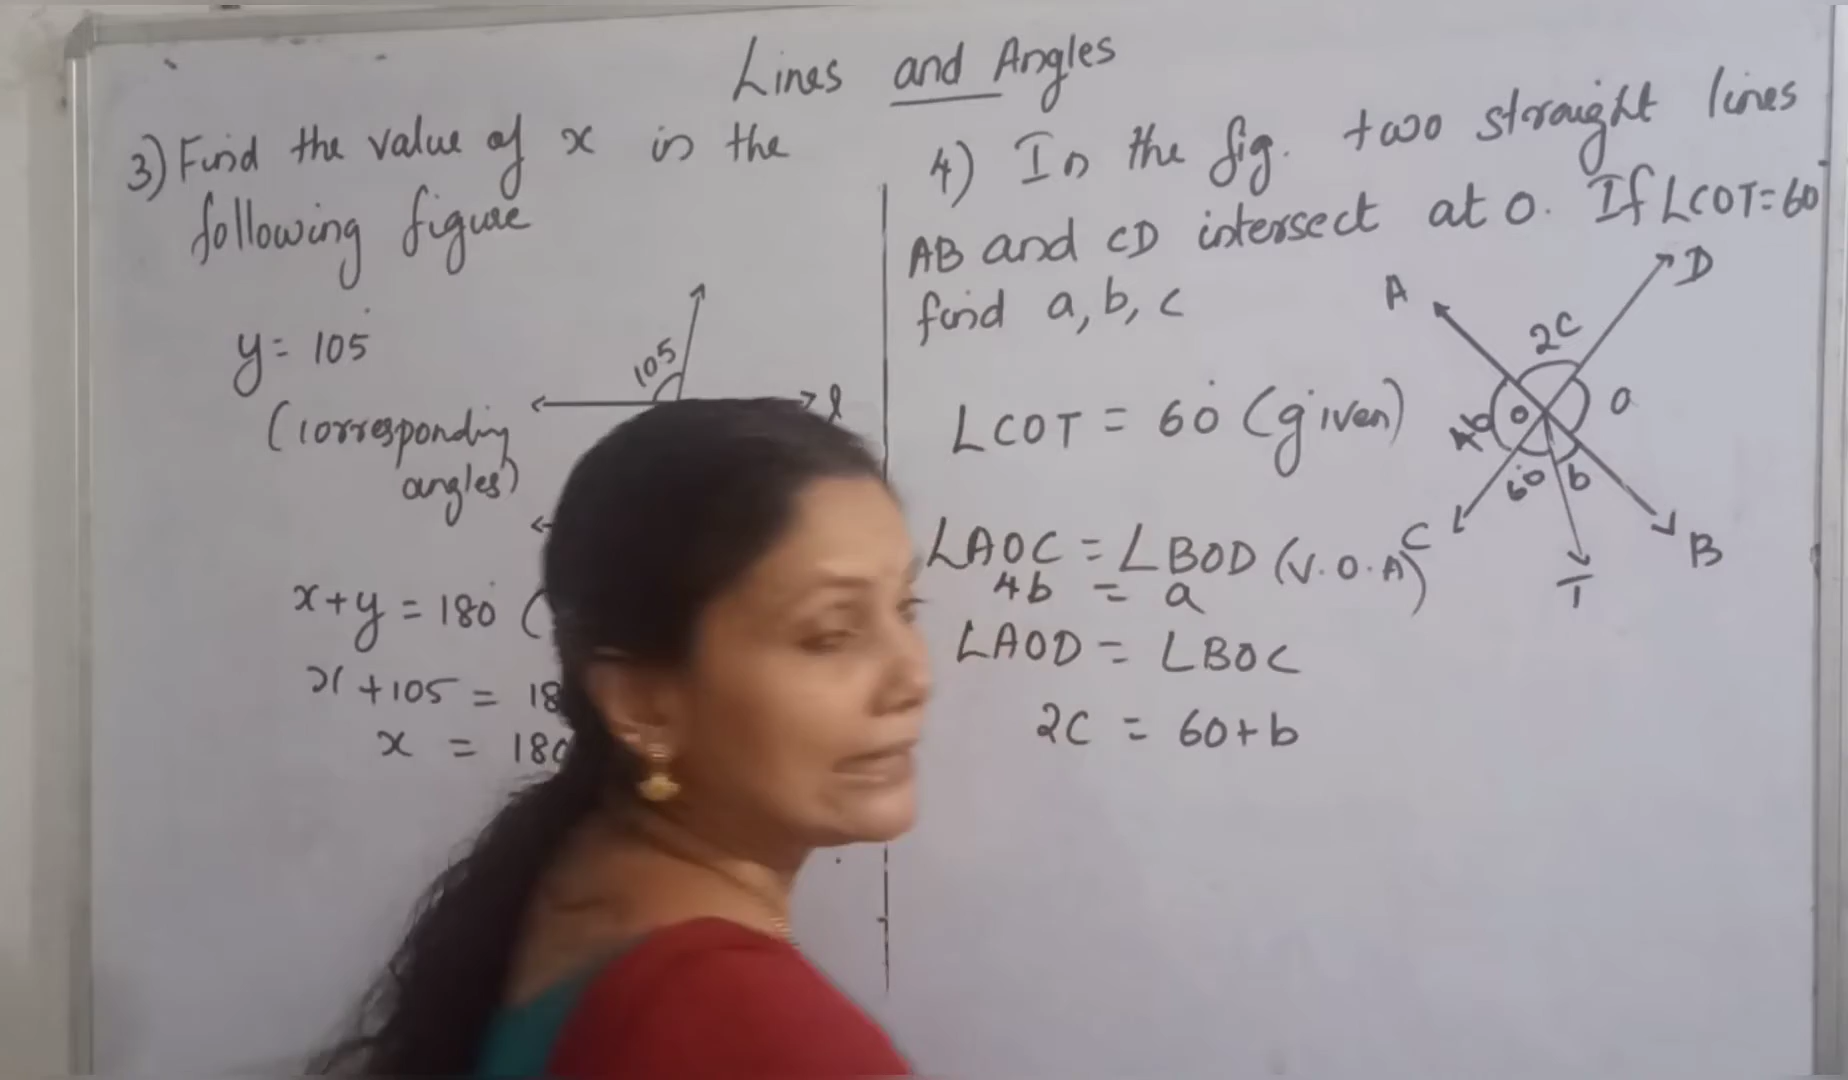 Lines and Angles
3) Find the value of x in the
following figure
y = 105°
(corresponding
angles)
105
l
x + y = 180° (
x + 105 = 18
x = 180
4) In the fig. two straight lines
AB and CD intersect at O. If ∠COT = 60°
find a, b, c
A
D
2c
a
O
60
b
C
B
T
∠COT = 60° (given)
∠AOC = ∠BOD (V.O.A)
4b = a
∠AOD = ∠BOC
2c = 60 + b